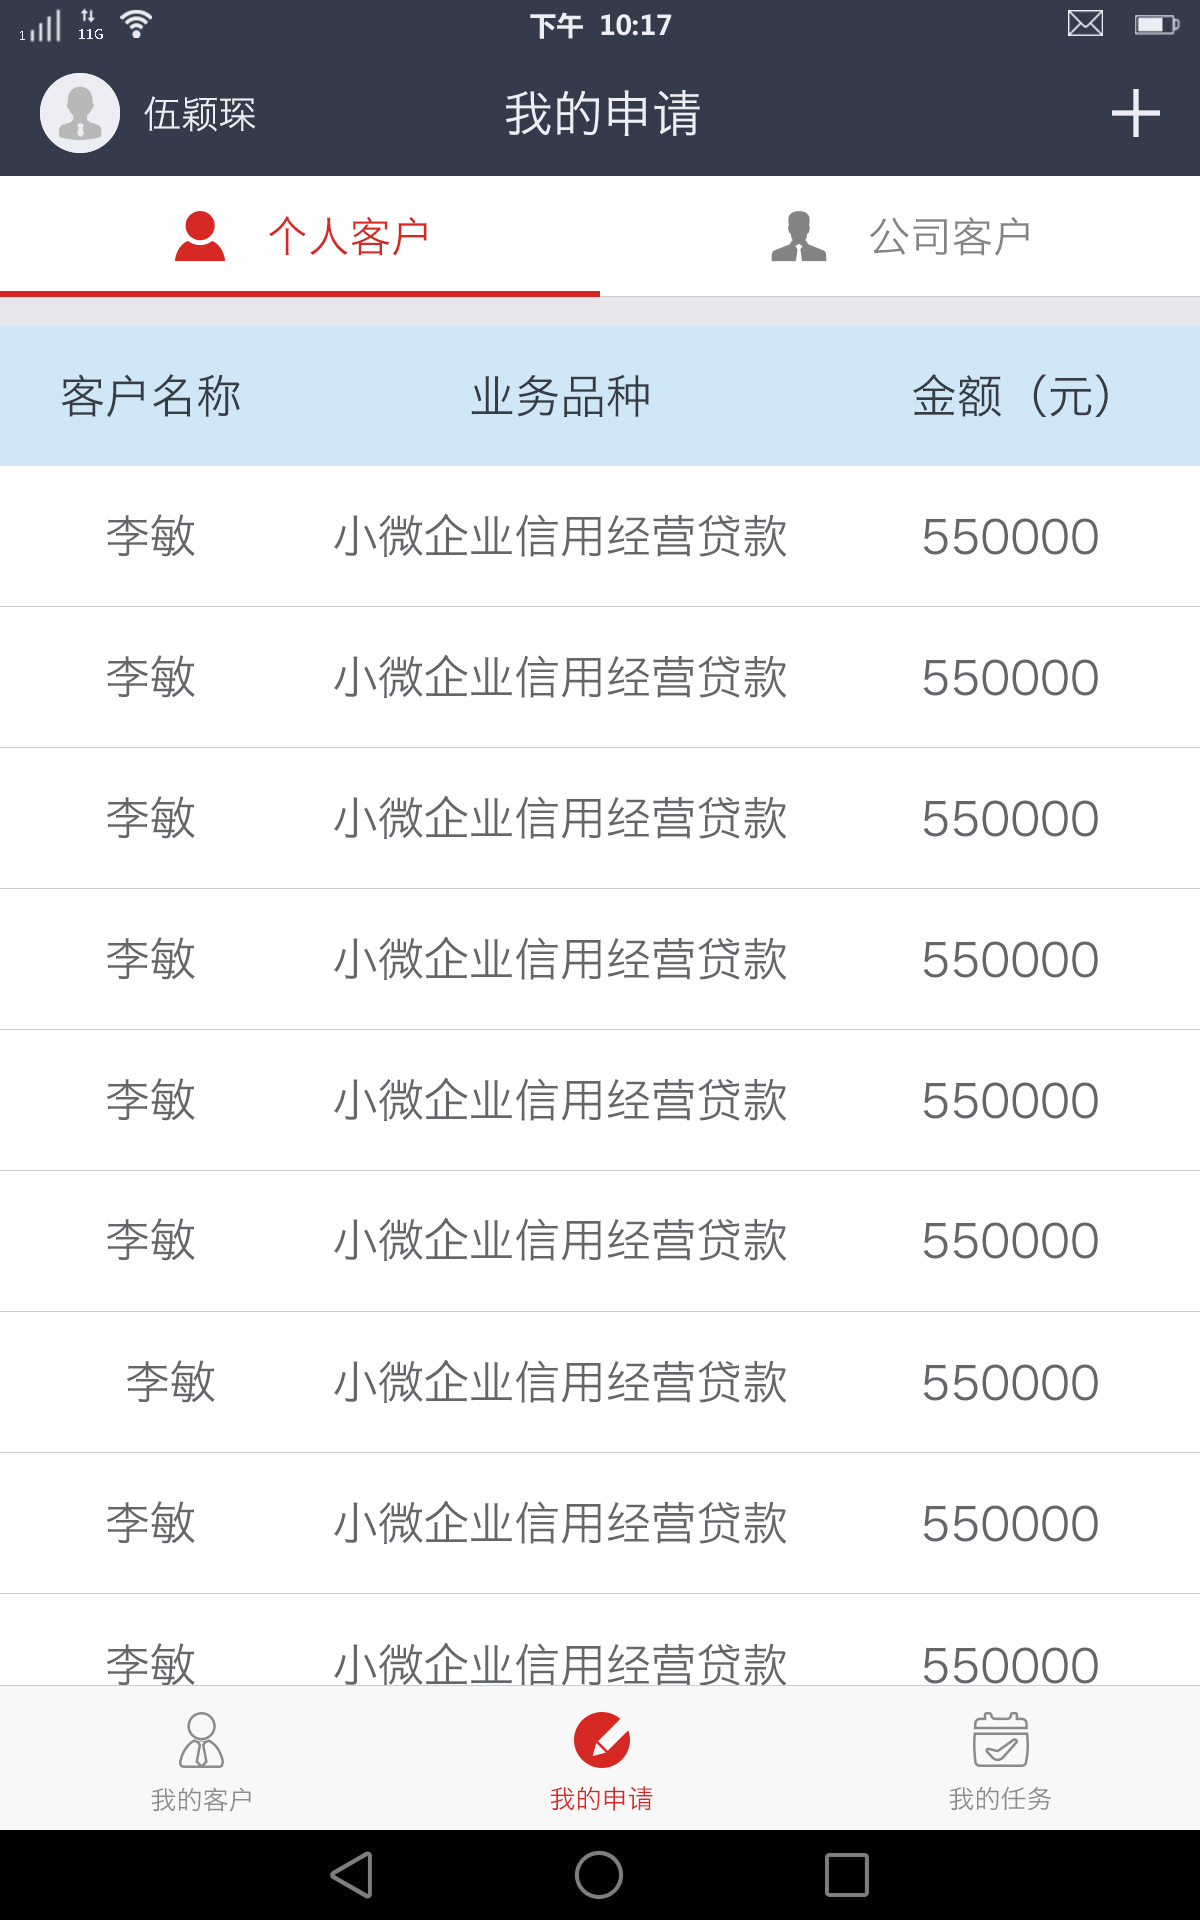 1 11G 下午 10:17
伍颖琛 我的申请
个人客户 公司客户
客户名称 业务品种 金额（元）
李敏 小微企业信用经营贷款 550000
李敏 小微企业信用经营贷款 550000
李敏 小微企业信用经营贷款 550000
李敏 小微企业信用经营贷款 550000
李敏 小微企业信用经营贷款 550000
李敏 小微企业信用经营贷款 550000
李敏 小微企业信用经营贷款 550000
李敏 小微企业信用经营贷款 550000
李敏 小微企业信用经营贷款 550000
我的客户 我的申请 我的任务